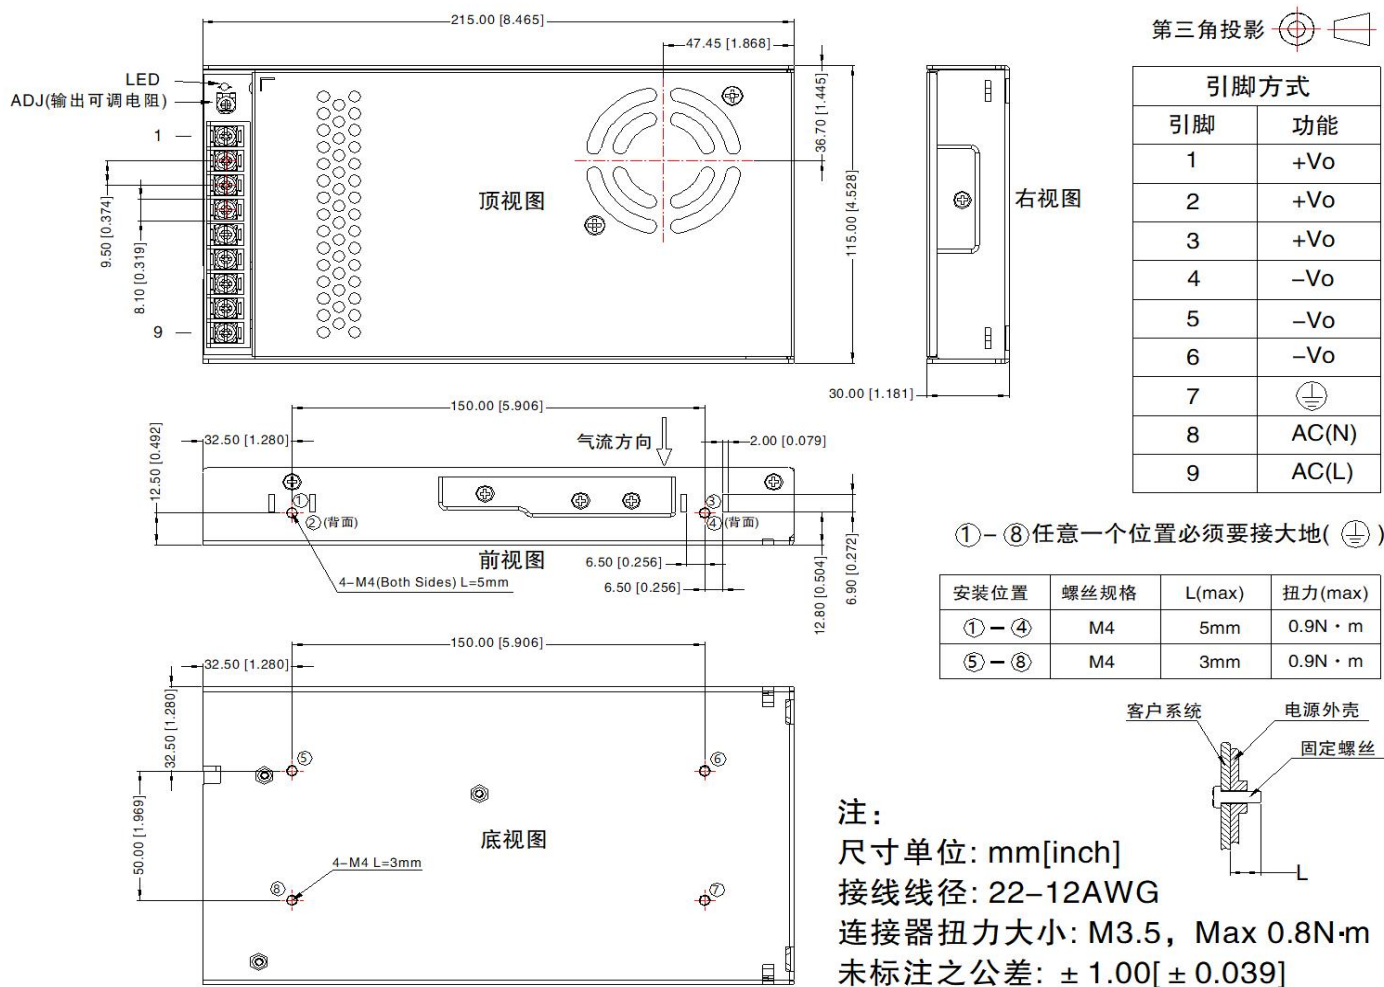 215.00 [8.465]
47.45 [1.868]
36.70 [1.445]
115.00 [4.528]
LED
ADJ(输出可调电阻)
1
9
9.50 [0.374]
8.10 [0.319]
顶视图
右视图
30.00 [1.181]
第三角投影
引脚方式
引脚 功能
1 +Vo
2 +Vo
3 +Vo
4 –Vo
5 –Vo
6 –Vo
7
8 AC(N)
9 AC(L)
150.00 [5.906]
32.50 [1.280]
12.50 [0.492]
气流方向
2.00 [0.079]
①
②(背面)
③
④(背面)
前视图
4–M4(Both Sides) L=5mm
6.50 [0.256]
6.50 [0.256]
12.80 [0.504]
6.90 [0.272]
①–⑧任意一个位置必须要接大地( )
安装位置 螺丝规格 L(max) 扭力(max)
①–④ M4 5mm 0.9N·m
⑤–⑧ M4 3mm 0.9N·m
150.00 [5.906]
32.50 [1.280]
32.50 [1.280]
50.00 [1.969]
⑤
⑥
⑦
⑧
底视图
4–M4 L=3mm
客户系统
电源外壳
固定螺丝
L
注:
尺寸单位: mm[inch]
接线线径: 22–12AWG
连接器扭力大小: M3.5, Max 0.8N·m
未标注之公差: ± 1.00[ ± 0.039]